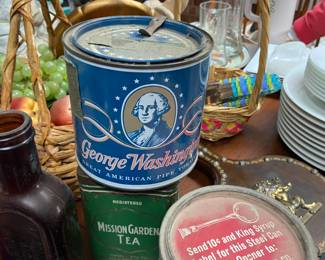 George Washington
GREAT AMERICAN PIPE
REGISTERED
MISSION GARDEN
TEA
Send 10¢ and King Syrup
label for this Steel Can
Opener to: